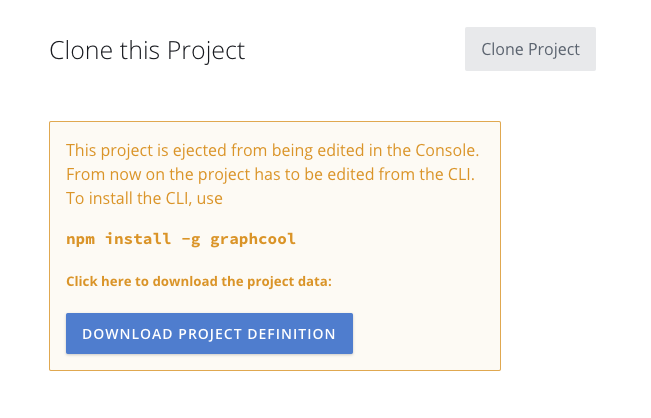 Clone this Project
Clone Project
This project is ejected from being edited in the Console.
From now on the project has to be edited from the CLI.
To install the CLI, use
npm install -g graphcool
Click here to download the project data:
DOWNLOAD PROJECT DEFINITION